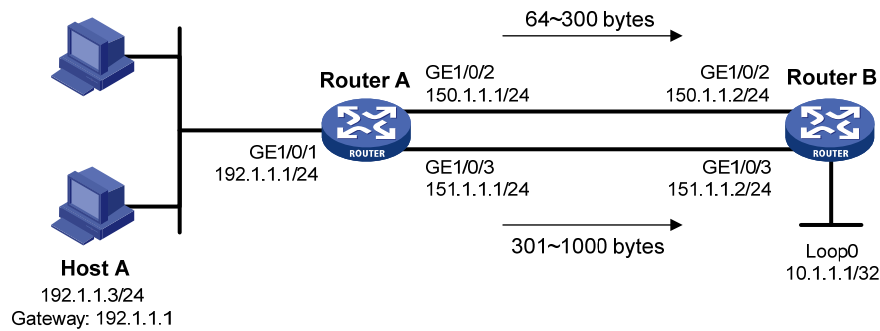 64~300 bytes
Router A
GE1/0/2
150.1.1.1/24
GE1/0/2
150.1.1.2/24
Router B
ROUTER
ROUTER
GE1/0/1
192.1.1.1/24
GE1/0/3
151.1.1.1/24
GE1/0/3
151.1.1.2/24
301~1000 bytes
Loop0
10.1.1.1/32
Host A
192.1.1.3/24
Gateway: 192.1.1.1